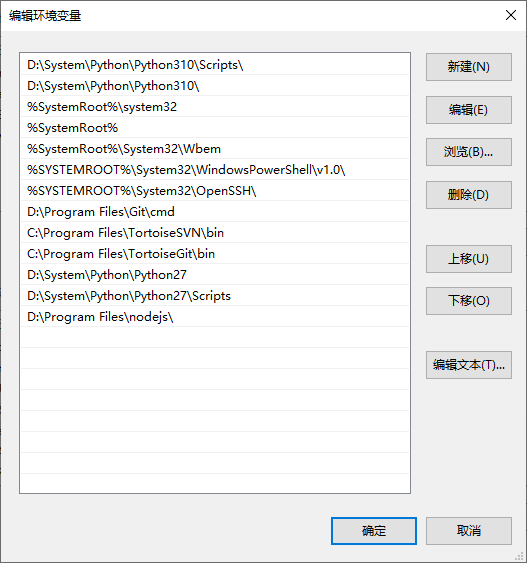 编辑环境变量
D:\System\Python\Python310\Scripts\
D:\System\Python\Python310\
%SystemRoot%\system32
%SystemRoot%
%SystemRoot%\System32\Wbem
%SYSTEMROOT%\System32\WindowsPowerShell\v1.0\
%SYSTEMROOT%\System32\OpenSSH\
D:\Program Files\Git\cmd
C:\Program Files\TortoiseSVN\bin
C:\Program Files\TortoiseGit\bin
D:\System\Python\Python27
D:\System\Python\Python27\Scripts
D:\Program Files\nodejs\
新建(N)
编辑(E)
浏览(B)...
删除(D)
上移(U)
下移(O)
编辑文本(T)...
确定
取消